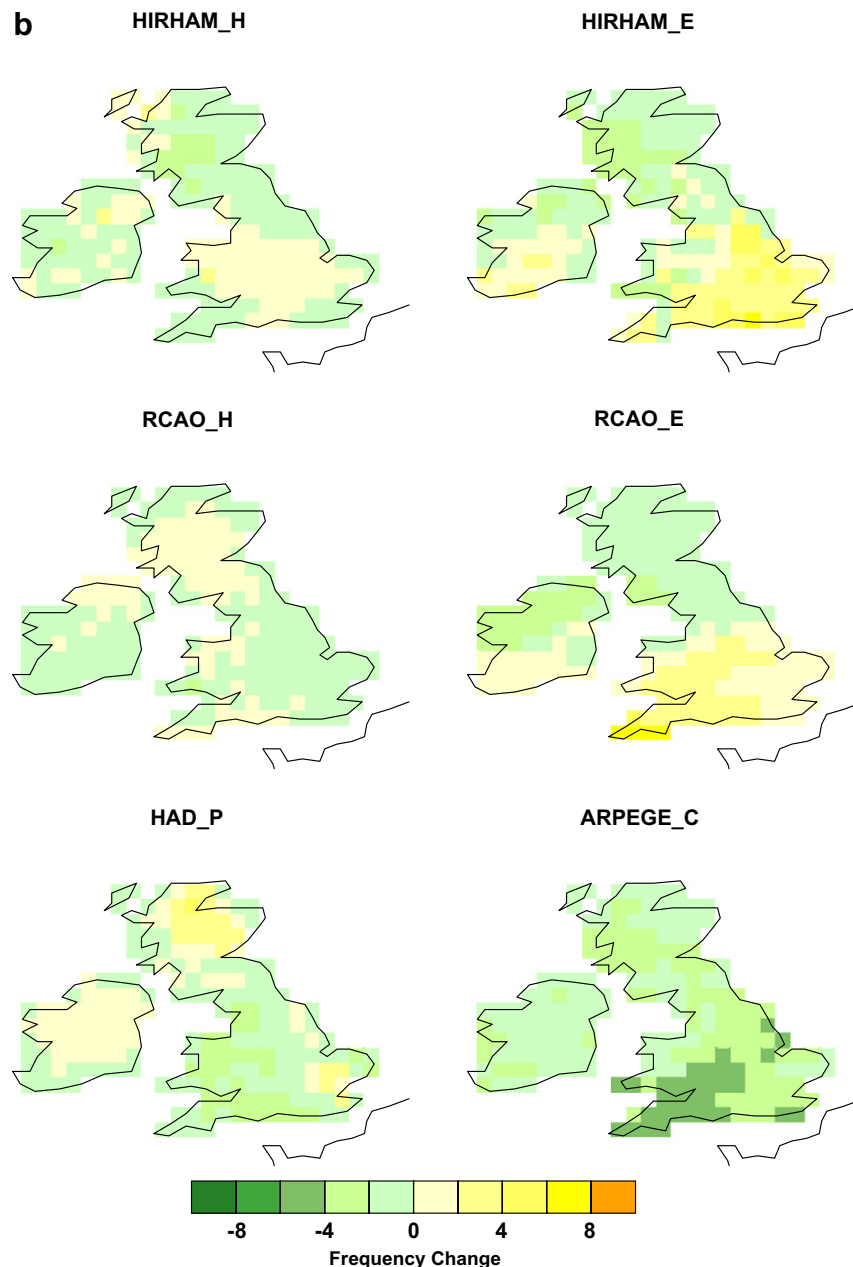 b
HIRHAM_H HIRHAM_E
RCAO_H RCAO_E
HAD_P ARPEGE_C
-8 -4 0 4 8
Frequency Change